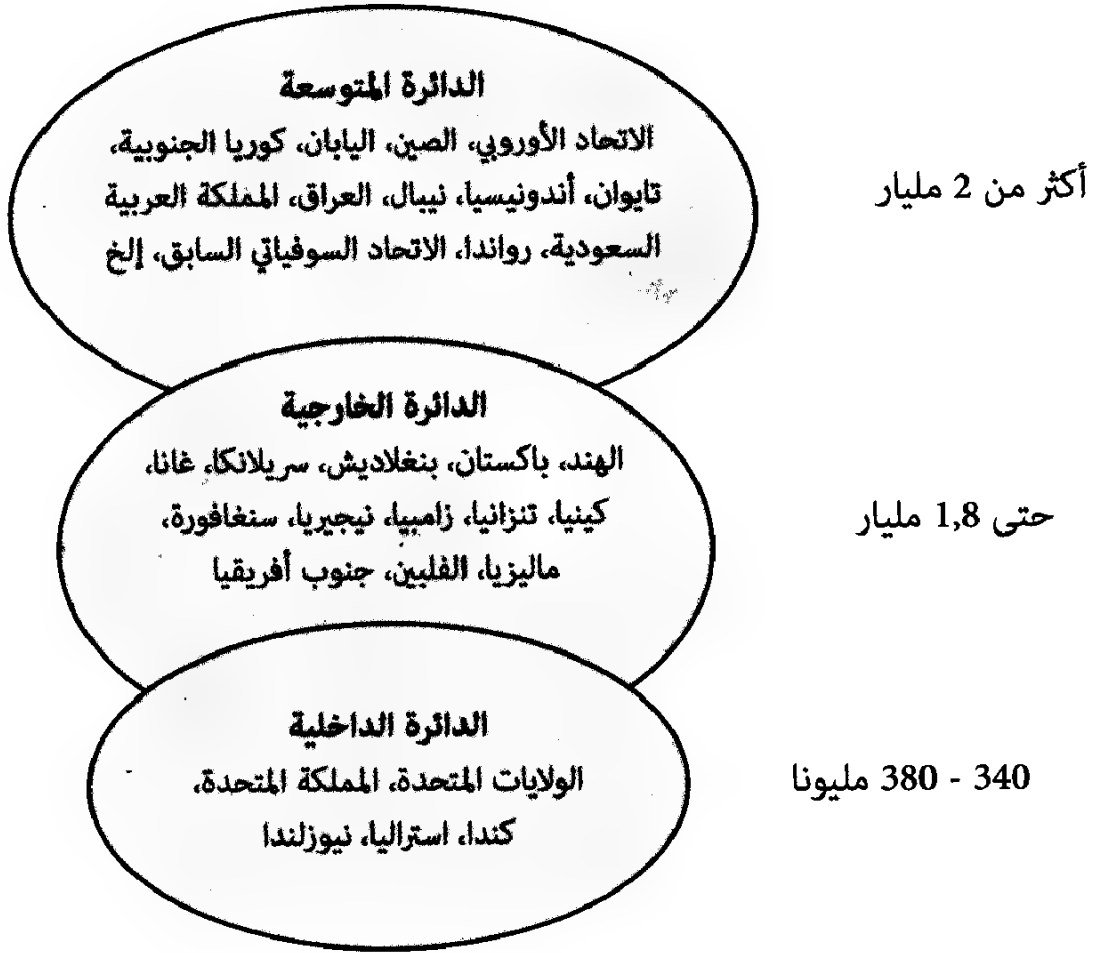 الدائرة المتوسعة
الاتحاد الأوروبي، الصين، اليابان، كوريا الجنوبية،
تايوان، أندونيسيا، نيبال، العراق، المملكة العربية
السعودية، رواندا، الاتحاد السوفياتي السابق، إلخ
أكثر من 2 مليار
الدائرة الخارجية
الهند، باكستان، بنغلاديش، سريلانكا، غانا،
كينيا، تنزانيا، زامبيا، نيجيريا، سنغافورة،
ماليزيا، الفلبين، جنوب أفريقيا
حتى 1,8 مليار
الدائرة الداخلية
الولايات المتحدة، المملكة المتحدة،
كندا، استراليا، نيوزلندا
340 - 380 مليونا